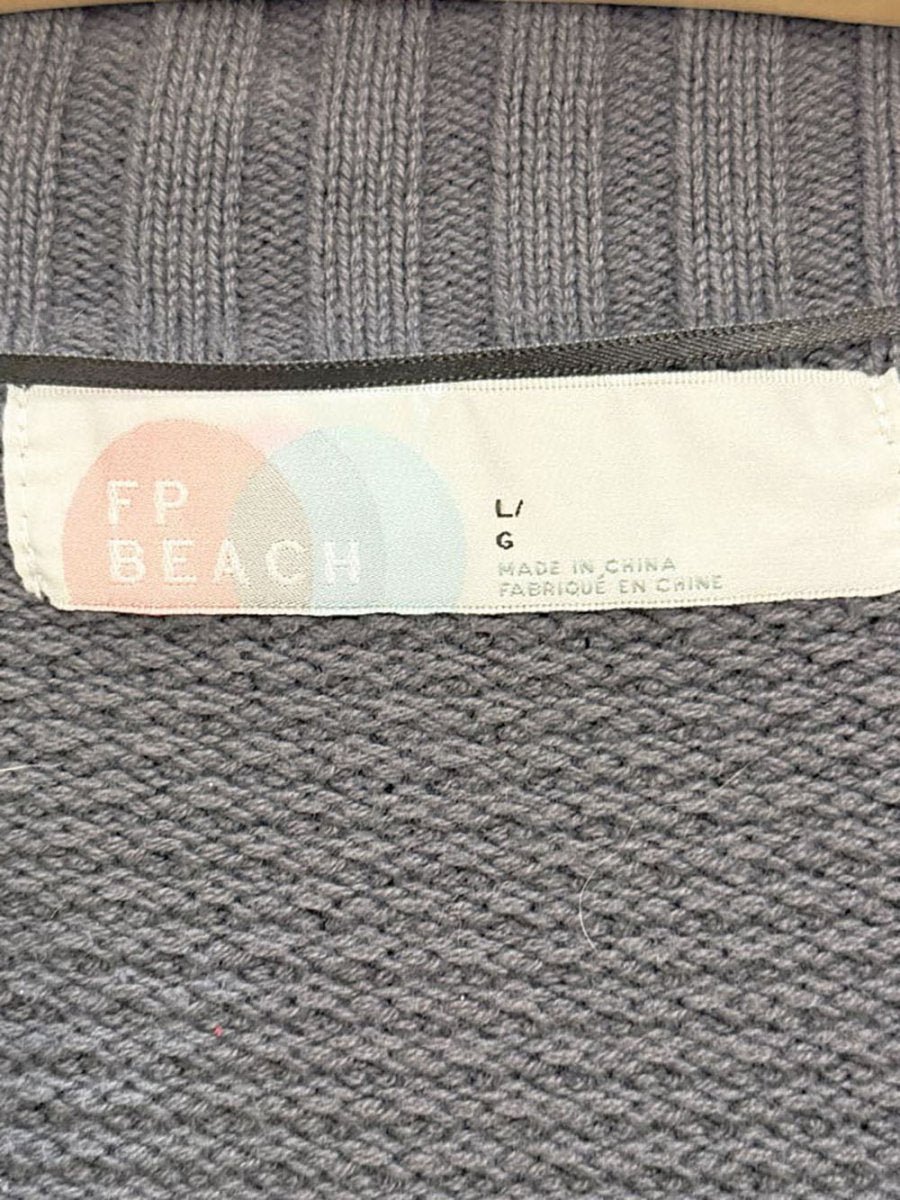 FP
BEACH
L/
G
MADE IN CHINA
FABRIQUÉ EN CHINE